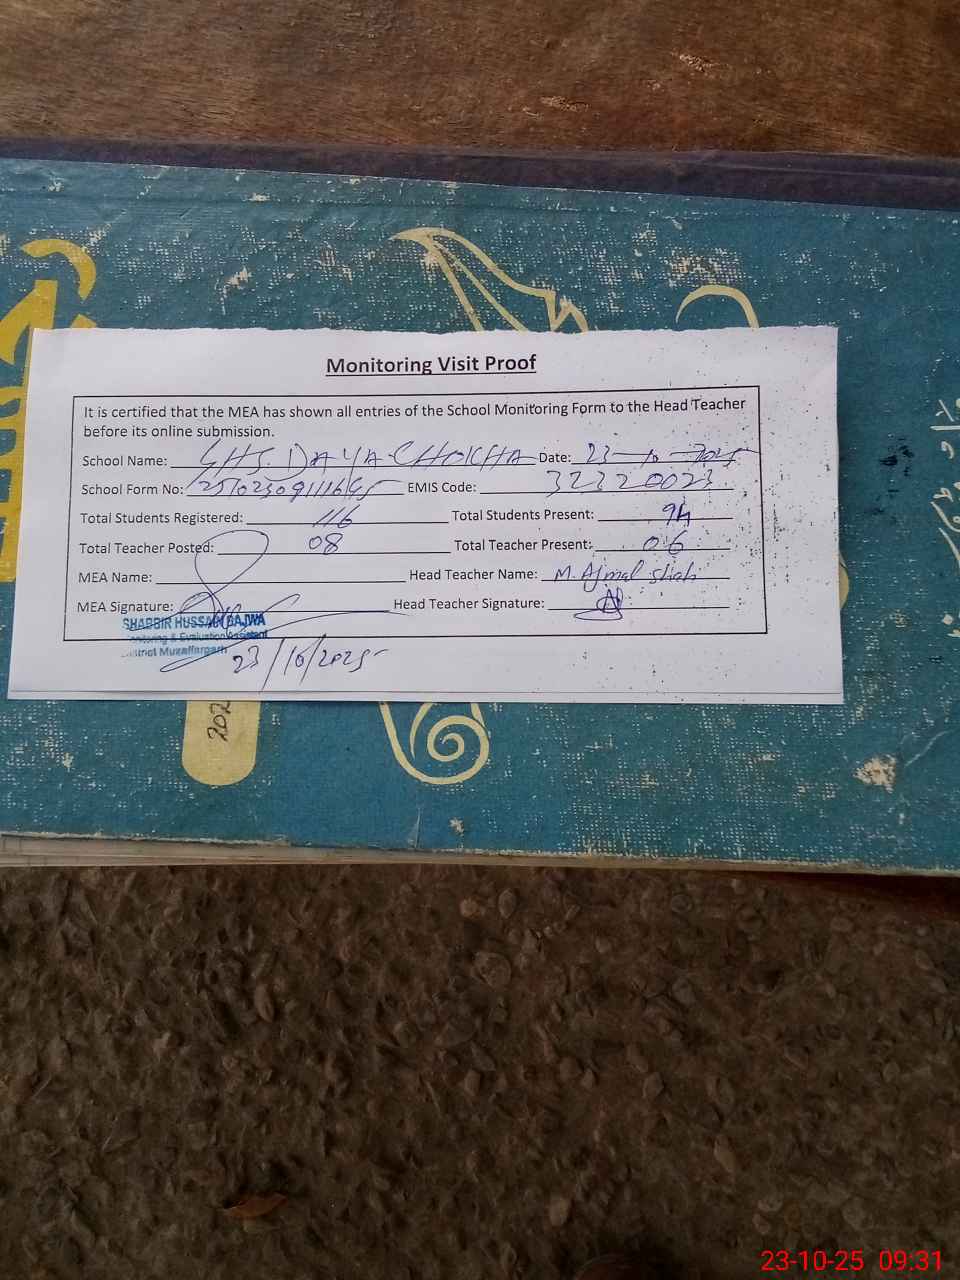 Monitoring Visit Proof
It is certified that the MEA has shown all entries of the School Monitoring Form to the Head Teacher
before its online submission.
School Name: GHS. DAYA CHOKHA Date: 23-10-2025
School Form No: EMIS Code: 32320023
Total Students Registered: 116 Total Students Present: 94
Total Teacher Posted: 08 Total Teacher Present: 06
MEA Name: Head Teacher Name: M. Ajmal Shah
MEA Signature: Head Teacher Signature:
SHABBIR HUSSAIN BAJWA
Monitoring & Evaluation Assistant
District Muzaffargarh
23/10/2025
202
23-10-25 09:31